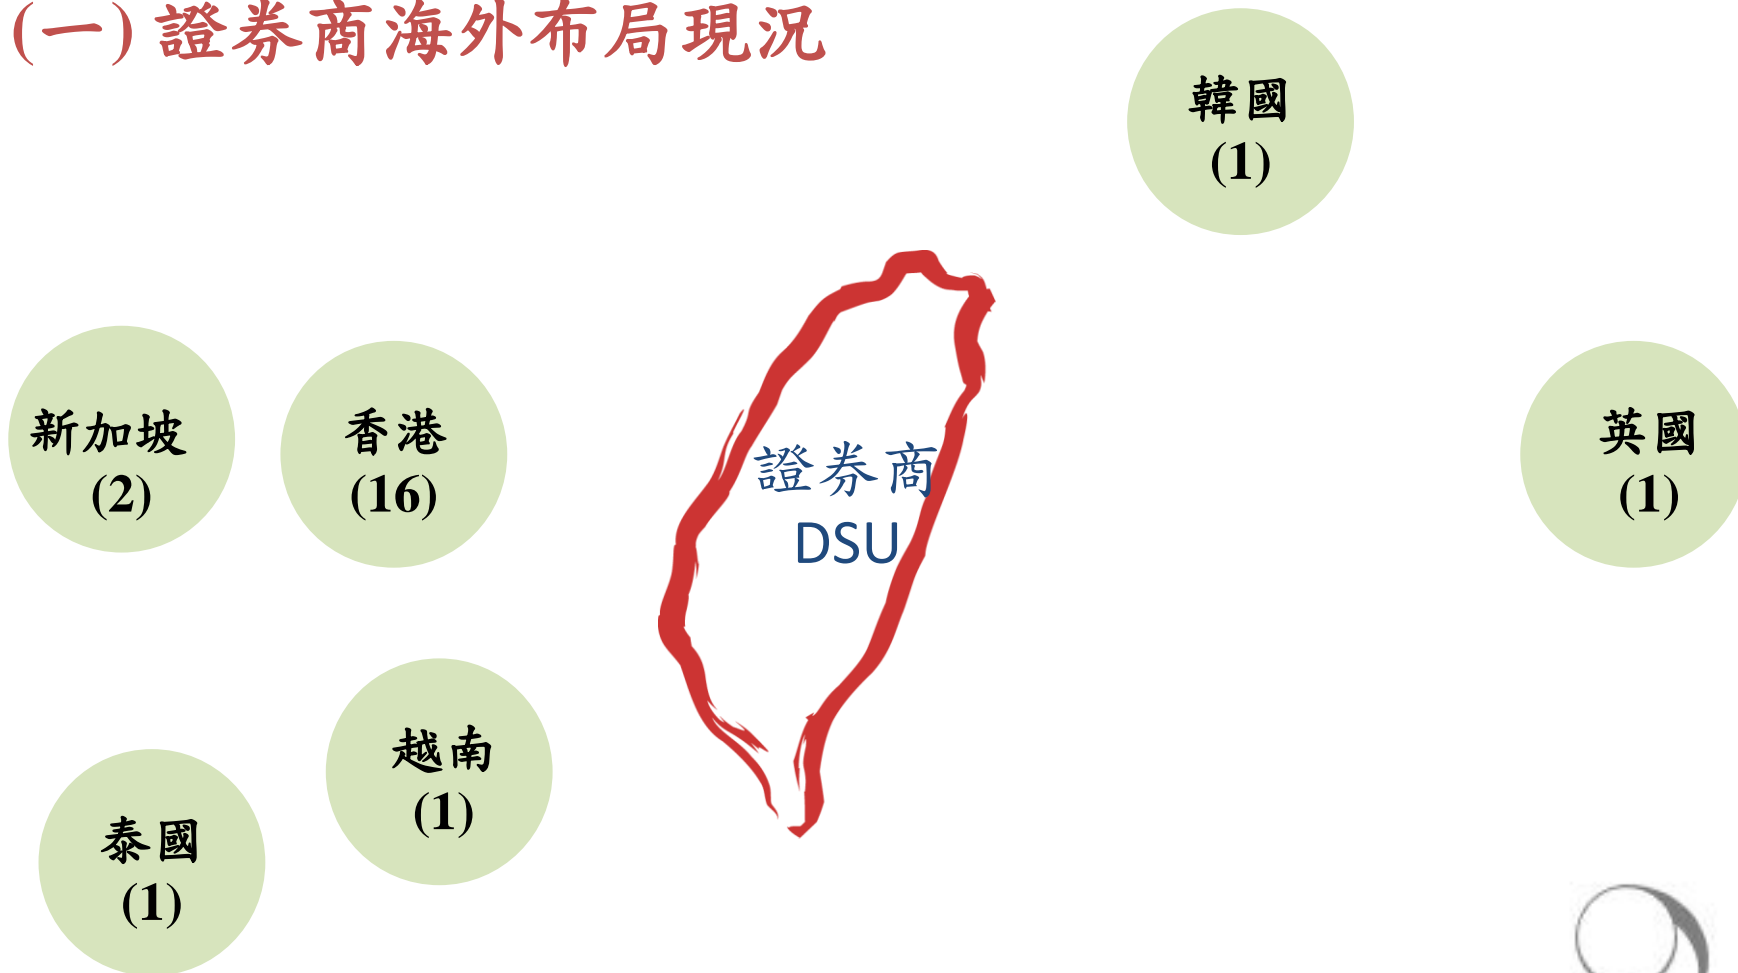 (一) 證券商海外布局現況
韓國
(1)
新加坡
(2)
香港
(16)
證券商
DSU
英國
(1)
越南
(1)
泰國
(1)